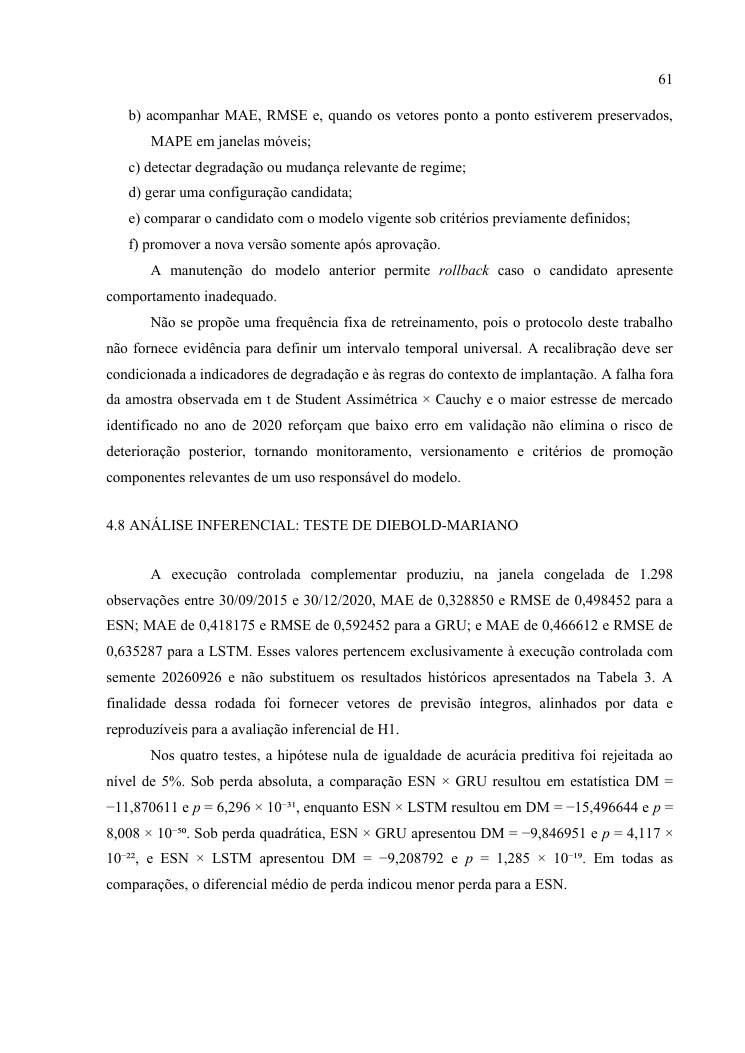 61
b) acompanhar MAE, RMSE e, quando os vetores ponto a ponto estiverem preservados,
MAPE em janelas móveis;
c) detectar degradação ou mudança relevante de regime;
d) gerar uma configuração candidata;
e) comparar o candidato com o modelo vigente sob critérios previamente definidos;
f) promover a nova versão somente após aprovação.
A manutenção do modelo anterior permite rollback caso o candidato apresente
comportamento inadequado.
Não se propõe uma frequência fixa de retreinamento, pois o protocolo deste trabalho
não fornece evidência para definir um intervalo temporal universal. A recalibração deve ser
condicionada a indicadores de degradação e às regras do contexto de implantação. A falha fora
da amostra observada em t de Student Assimétrica × Cauchy e o maior estresse de mercado
identificado no ano de 2020 reforçam que baixo erro em validação não elimina o risco de
deterioração posterior, tornando monitoramento, versionamento e critérios de promoção
componentes relevantes de um uso responsável do modelo.
4.8 ANÁLISE INFERENCIAL: TESTE DE DIEBOLD-MARIANO
A execução controlada complementar produziu, na janela congelada de 1.298
observações entre 30/09/2015 e 30/12/2020, MAE de 0,328850 e RMSE de 0,498452 para a
ESN; MAE de 0,418175 e RMSE de 0,592452 para a GRU; e MAE de 0,466612 e RMSE de
0,635287 para a LSTM. Esses valores pertencem exclusivamente à execução controlada com
semente 20260926 e não substituem os resultados históricos apresentados na Tabela 3. A
finalidade dessa rodada foi fornecer vetores de previsão íntegros, alinhados por data e
reproduzíveis para a avaliação inferencial de H1.
Nos quatro testes, a hipótese nula de igualdade de acurácia preditiva foi rejeitada ao
nível de 5%. Sob perda absoluta, a comparação ESN × GRU resultou em estatística DM =
−11,870611 e p = 6,296 × 10⁻³¹, enquanto ESN × LSTM resultou em DM = −15,496644 e p =
8,008 × 10⁻⁵⁰. Sob perda quadrática, ESN × GRU apresentou DM = −9,846951 e p = 4,117 ×
10⁻²², e ESN × LSTM apresentou DM = −9,208792 e p = 1,285 × 10⁻¹⁹. Em todas as
comparações, o diferencial médio de perda indicou menor perda para a ESN.